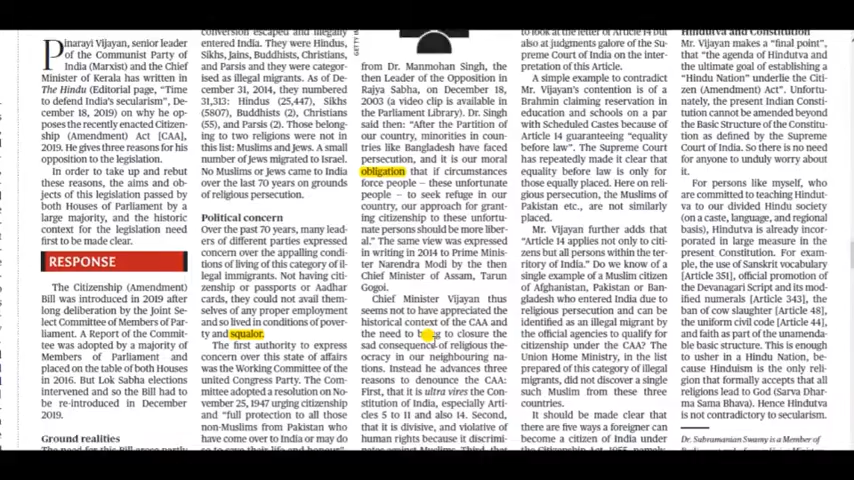 Pinarayi Vijayan, senior leader
of the Communist Party of
India (Marxist) and the Chief
Minister of Kerala has written in
The Hindu (Editorial page, "Time
to defend India's secularism", De-
cember 18, 2019) on why he op-
poses the recently enacted Citizen-
ship (Amendment) Act [CAA],
2019. He gives three reasons for his
opposition to the legislation.
In order to take up and rebut
these reasons, the aims and ob-
jects of this legislation passed by
both Houses of Parliament by a
large majority, and the historic
context for the legislation need
first to be made clear.
RESPONSE
The Citizenship (Amendment)
Bill was introduced in 2019 after
long deliberation by the Joint Se-
lect Committee of Members of Par-
liament. A Report of the Commit-
tee was adopted by a majority of
Members of Parliament and
placed on the table of both Houses
in 2016. But Lok Sabha elections
intervened and so the Bill had to
be re-introduced in December
2019.
Ground realities
conversion escaped and illegally
entered India. They were Hindus,
Sikhs, Jains, Buddhists, Christians,
and Parsis and they were categor-
ised as illegal migrants. As of De-
cember 31, 2014, they numbered
31,313: Hindus (25,447), Sikhs
(5807), Buddhists (2), Christians
(55), and Parsis (2). Those belong-
ing to two religions were not in
this list: Muslims and Jews. A small
number of Jews migrated to Israel.
No Muslims or Jews came to India
over the last 70 years on grounds
of religious persecution.
Political concern
Over the past 70 years, many lead-
ers of different parties expressed
concern over the appalling condi-
tions of living of this category of il-
legal immigrants. Not having citi-
zenship or passports or Aadhar
cards, they could not avail them-
selves of any proper employment
and so lived in conditions of pover-
ty and squalor.
The first authority to express
concern over this state of affairs
was the Working Committee of the
united Congress Party. The Com-
mittee adopted a resolution on No-
vember 25, 1947 urging citizenship
and "full protection to all those
non-Muslims from Pakistan who
have come over to India or may do
so to save their life and honour".
GETTY IM
from Dr. Manmohan Singh, the
then Leader of the Opposition in
Rajya Sabha, on December 18,
2003 (a video clip is available in
the Parliament Library). Dr. Singh
said then: "After the Partition of
our country, minorities in coun-
tries like Bangladesh have faced
persecution, and it is our moral
obligation that if circumstances
force people – these unfortunate
people – to seek refuge in our
country, our approach for grant-
ing citizenship to these unfortu-
nate persons should be more liber-
al." The same view was expressed
in writing in 2014 to Prime Minis-
ter Narendra Modi by the then
Chief Minister of Assam, Tarun
Gogoi.
Chief Minister Vijayan thus
seems not to have appreciated the
historical context of the CAA and
the need to bring to closure the
sad consequence of religious the-
ocracy in our neighbouring na-
tions. Instead he advances three
reasons to denounce the CAA:
First, that it is ultra vires the Con-
stitution of India, especially Arti-
cles 5 to 11 and also 14. Second,
that it is divisive, and violative of
human rights because it discrimi-
nates against Muslims. Third, that
to look at the letter of Article 14 but
also at judgments galore of the Su-
preme Court of India on the inter-
pretation of this Article.
A simple example to contradict
Mr. Vijayan's contention is of a
Brahmin claiming reservation in
education and schools on a par
with Scheduled Castes because of
Article 14 guaranteeing "equality
before law". The Supreme Court
has repeatedly made it clear that
equality before law is only for
those equally placed. Here on reli-
gious persecution, the Muslims of
Pakistan etc., are not similarly
placed.
Mr. Vijayan further adds that
"Article 14 applies not only to citi-
zens but all persons within the ter-
ritory of India." Do we know of a
single example of a Muslim citizen
of Afghanistan, Pakistan or Ban-
gladesh who entered India due to
religious persecution and can be
identified as an illegal migrant by
the official agencies to qualify for
citizenship under the CAA? The
Union Home Ministry, in the list
prepared of this category of illegal
migrants, did not discover a single
such Muslim from these three
countries.
It should be made clear that
there are five ways a foreigner can
become a citizen of India under
the Citizenship Act, 1955, namely,
Hindutva and Constitution
Mr. Vijayan makes a "final point",
that "the agenda of Hindutva and
the ultimate goal of establishing a
"Hindu Nation" underlie the Citi-
zen (Amendment) Act". Unfortu-
nately, the present Indian Consti-
tution cannot be amended beyond
the Basic Structure of the Constitu-
tion as defined by the Supreme
Court of India. So there is no need
for anyone to unduly worry about
it.
For persons like myself, who
are committed to teaching Hindut-
va to our divided Hindu society
(on a caste, language, and regional
basis), Hindutva is already incor-
porated in large measure in the
present Constitution. For exam-
ple, the use of Sanskrit vocabulary
[Article 351], official promotion of
the Devanagari Script and its mod-
ified numerals [Article 343], the
ban of cow slaughter [Article 48],
the uniform civil code [Article 44],
and faith as part of the unamenda-
ble basic structure. This is enough
to usher in a Hindu Nation, be-
cause Hinduism is the only reli-
gion that formally accepts that all
religions lead to God (Sarva Dhar-
ma Sama Bhava). Hence Hindutva
is not contradictory to secularism.
Dr. Subramanian Swamy is a Member of